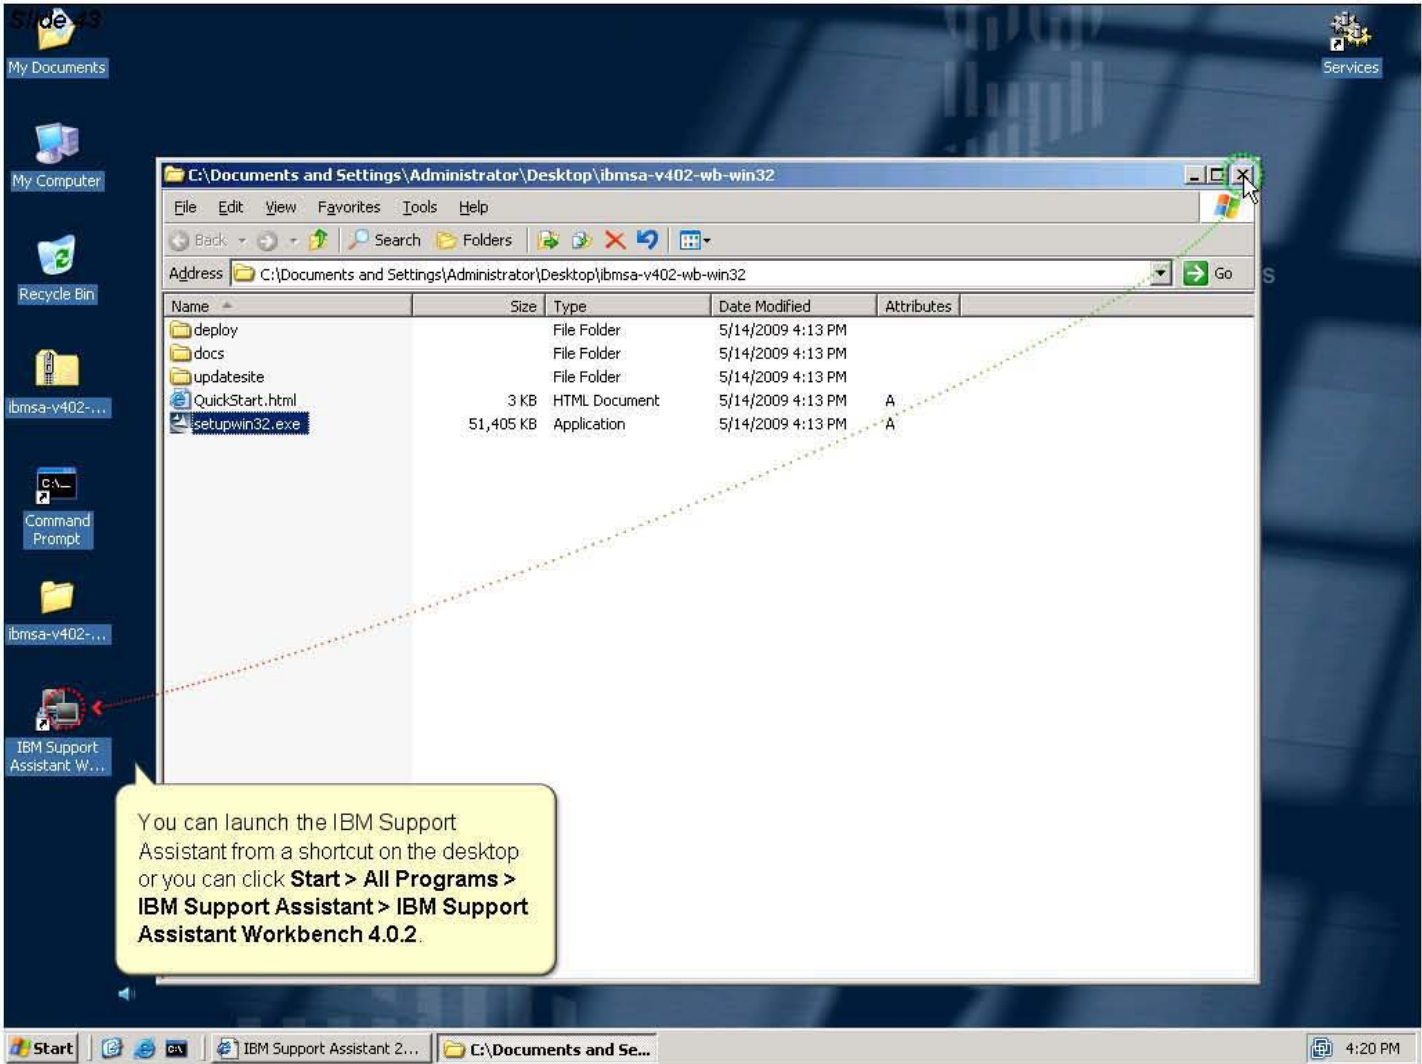 Slide 43
My Documents
Services
My Computer
C:\Documents and Settings\Administrator\Desktop\ibmsa-v402-wb-win32
File Edit View Favorites Tools Help
Back Search Folders
Address C:\Documents and Settings\Administrator\Desktop\ibmsa-v402-wb-win32 Go
s
Recycle Bin
Name Size Type Date Modified Attributes
deploy File Folder 5/14/2009 4:13 PM
docs File Folder 5/14/2009 4:13 PM
updatesite File Folder 5/14/2009 4:13 PM
QuickStart.html 3 KB HTML Document 5/14/2009 4:13 PM A
setupwin32.exe 51,405 KB Application 5/14/2009 4:13 PM A
ibmsa-v402-...
C:\_
Command
Prompt
ibmsa-v402-...
IBM Support
Assistant W...
You can launch the IBM Support
Assistant from a shortcut on the desktop
or you can click Start > All Programs >
IBM Support Assistant > IBM Support
Assistant Workbench 4.0.2.
Start IBM Support Assistant 2... C:\Documents and Se... 4:20 PM